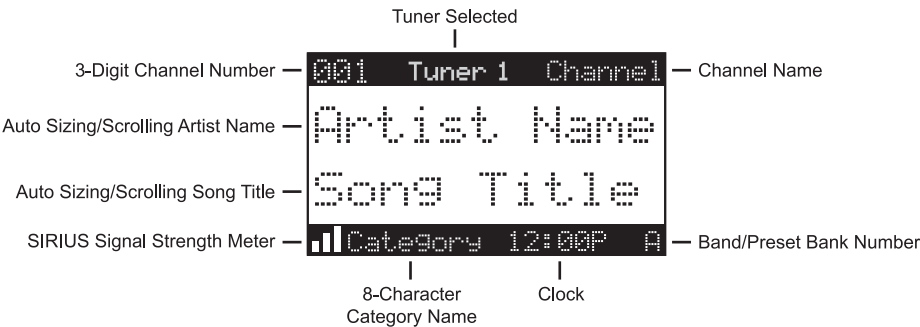 Tuner Selected
3-Digit Channel Number
001 Tuner 1 Channel
Channel Name
Auto Sizing/Scrolling Artist Name
Artist Name
Auto Sizing/Scrolling Song Title
Song Title
SIRIUS Signal Strength Meter
Category 12:00P A
Band/Preset Bank Number
8-Character
Category Name
Clock